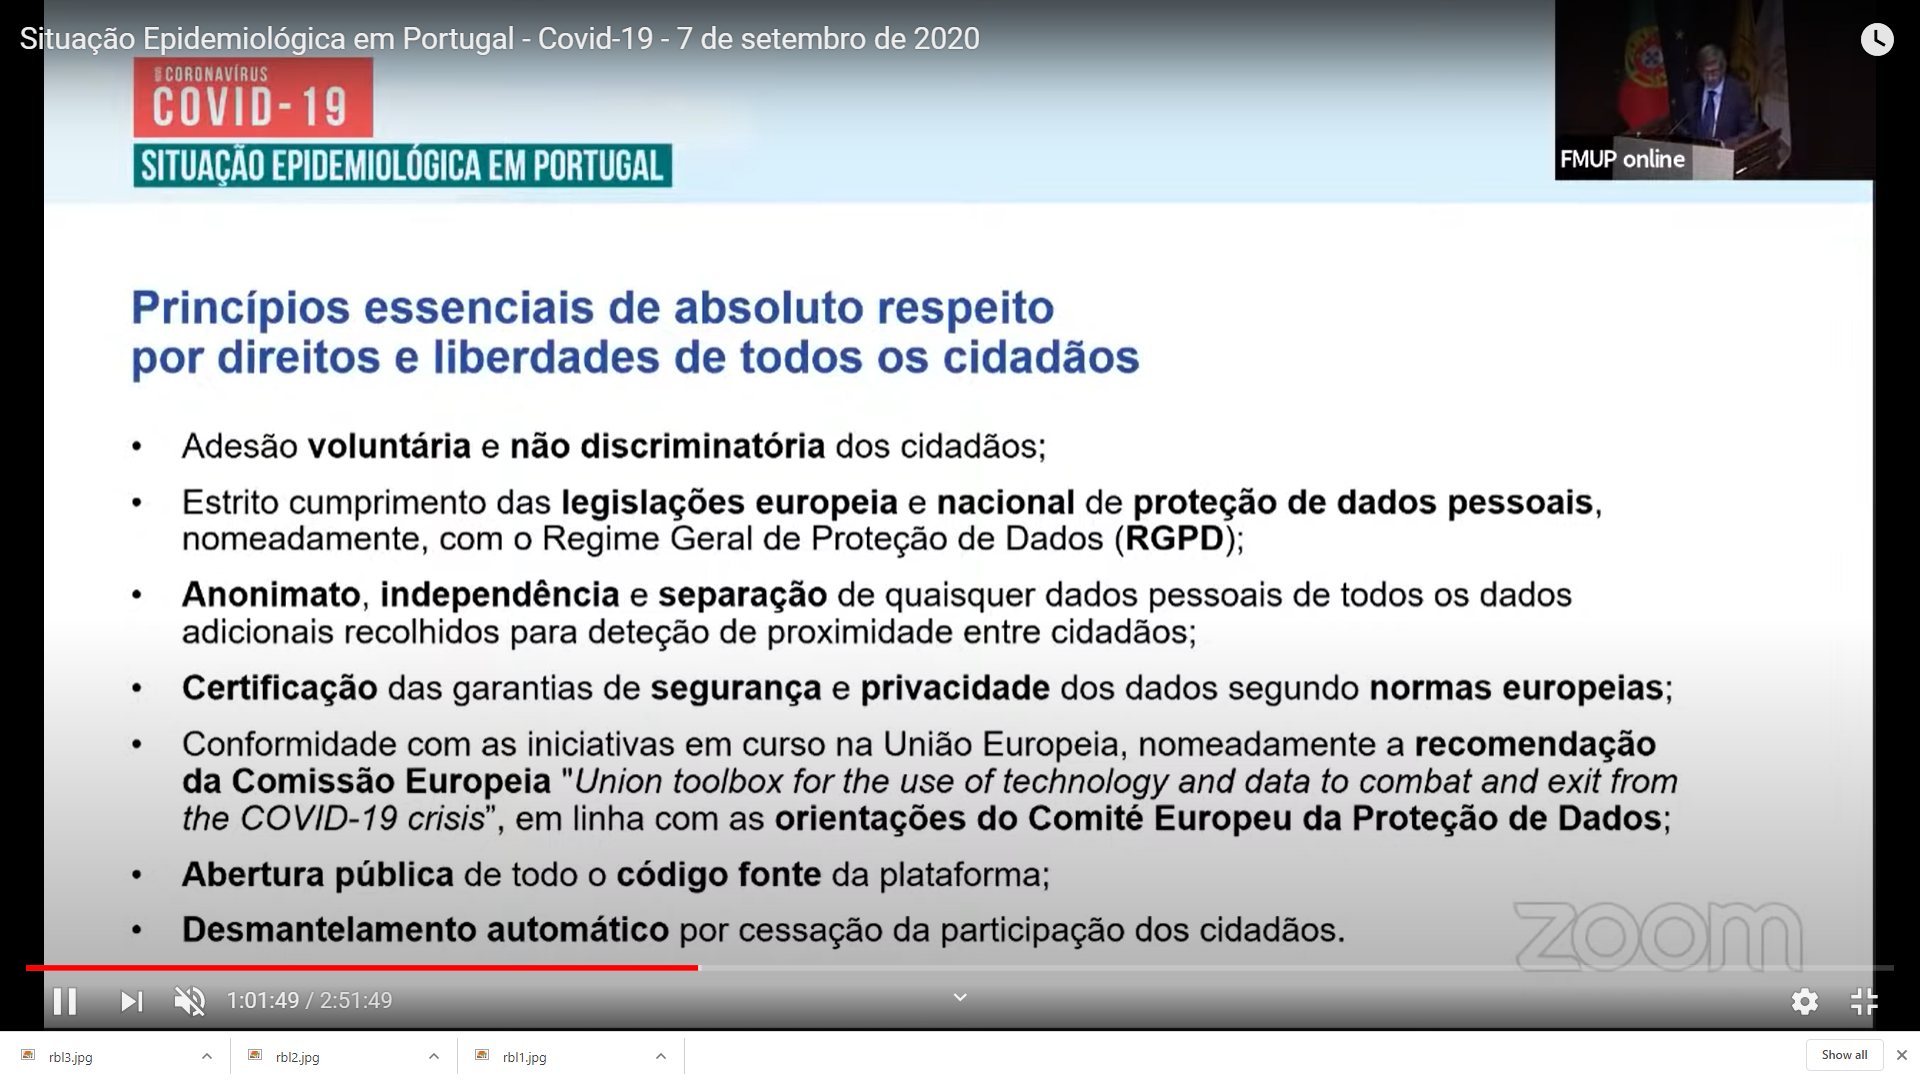 Situação Epidemiológica em Portugal - Covid-19 - 7 de setembro de 2020
CORONAVÍRUS
COVID-19
SITUAÇÃO EPIDEMIOLÓGICA EM PORTUGAL
FMUP online
Princípios essenciais de absoluto respeito
por direitos e liberdades de todos os cidadãos
• Adesão voluntária e não discriminatória dos cidadãos;
• Estrito cumprimento das legislações europeia e nacional de proteção de dados pessoais,
nomeadamente, com o Regime Geral de Proteção de Dados (RGPD);
• Anonimato, independência e separação de quaisquer dados pessoais de todos os dados
adicionais recolhidos para deteção de proximidade entre cidadãos;
• Certificação das garantias de segurança e privacidade dos dados segundo normas europeias;
• Conformidade com as iniciativas em curso na União Europeia, nomeadamente a recomendação
da Comissão Europeia "Union toolbox for the use of technology and data to combat and exit from
the COVID-19 crisis”, em linha com as orientações do Comité Europeu da Proteção de Dados;
• Abertura pública de todo o código fonte da plataforma;
• Desmantelamento automático por cessação da participação dos cidadãos.
zoom
1:01:49 / 2:51:49
rbl3.jpg
rbl2.jpg
rbl1.jpg
Show all